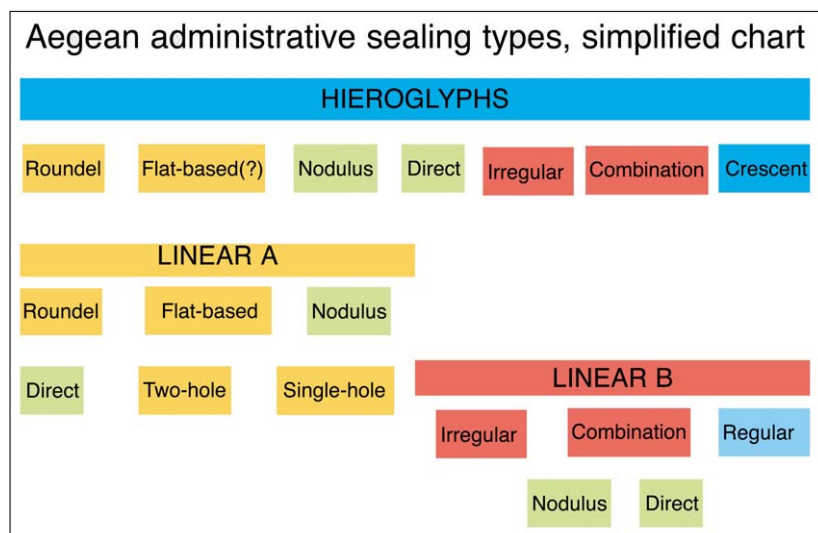 Aegean administrative sealing types, simplified chart
HIEROGLYPHS
Roundel Flat-based(?) Nodulus Direct Irregular Combination Crescent
LINEAR A
Roundel Flat-based Nodulus
Direct Two-hole Single-hole
LINEAR B
Irregular Combination Regular
Nodulus Direct